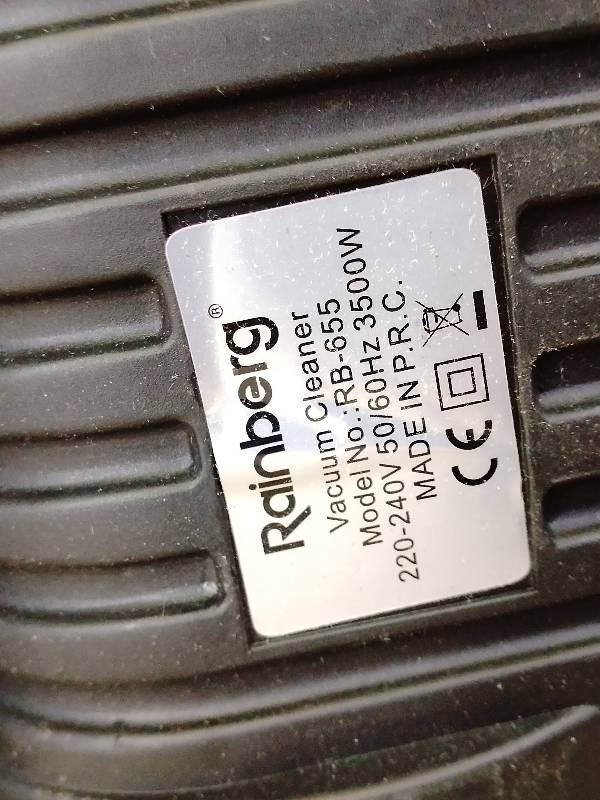 Rainberg®
Vacuum Cleaner
Model No.:RB-655
220-240V 50/60Hz 3500W
MADE IN P.R.C.
CE